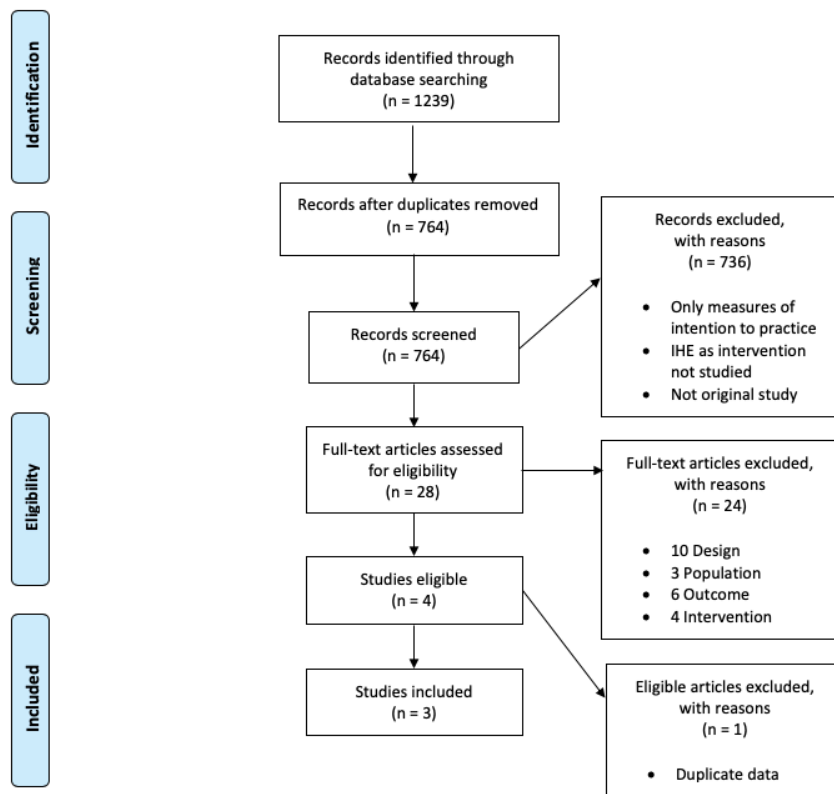 Identification
Records identified through
database searching
(n = 1239)
Records after duplicates removed
(n = 764)
Screening
Records screened
(n = 764)
Records excluded,
with reasons
(n = 736)
• Only measures of
intention to practice
• IHE as intervention
not studied
• Not original study
Eligibility
Full-text articles assessed
for eligibility
(n = 28)
Full-text articles excluded,
with reasons
(n = 24)
• 10 Design
• 3 Population
• 6 Outcome
• 4 Intervention
Studies eligible
(n = 4)
Included
Studies included
(n = 3)
Eligible articles excluded,
with reasons
(n = 1)
• Duplicate data